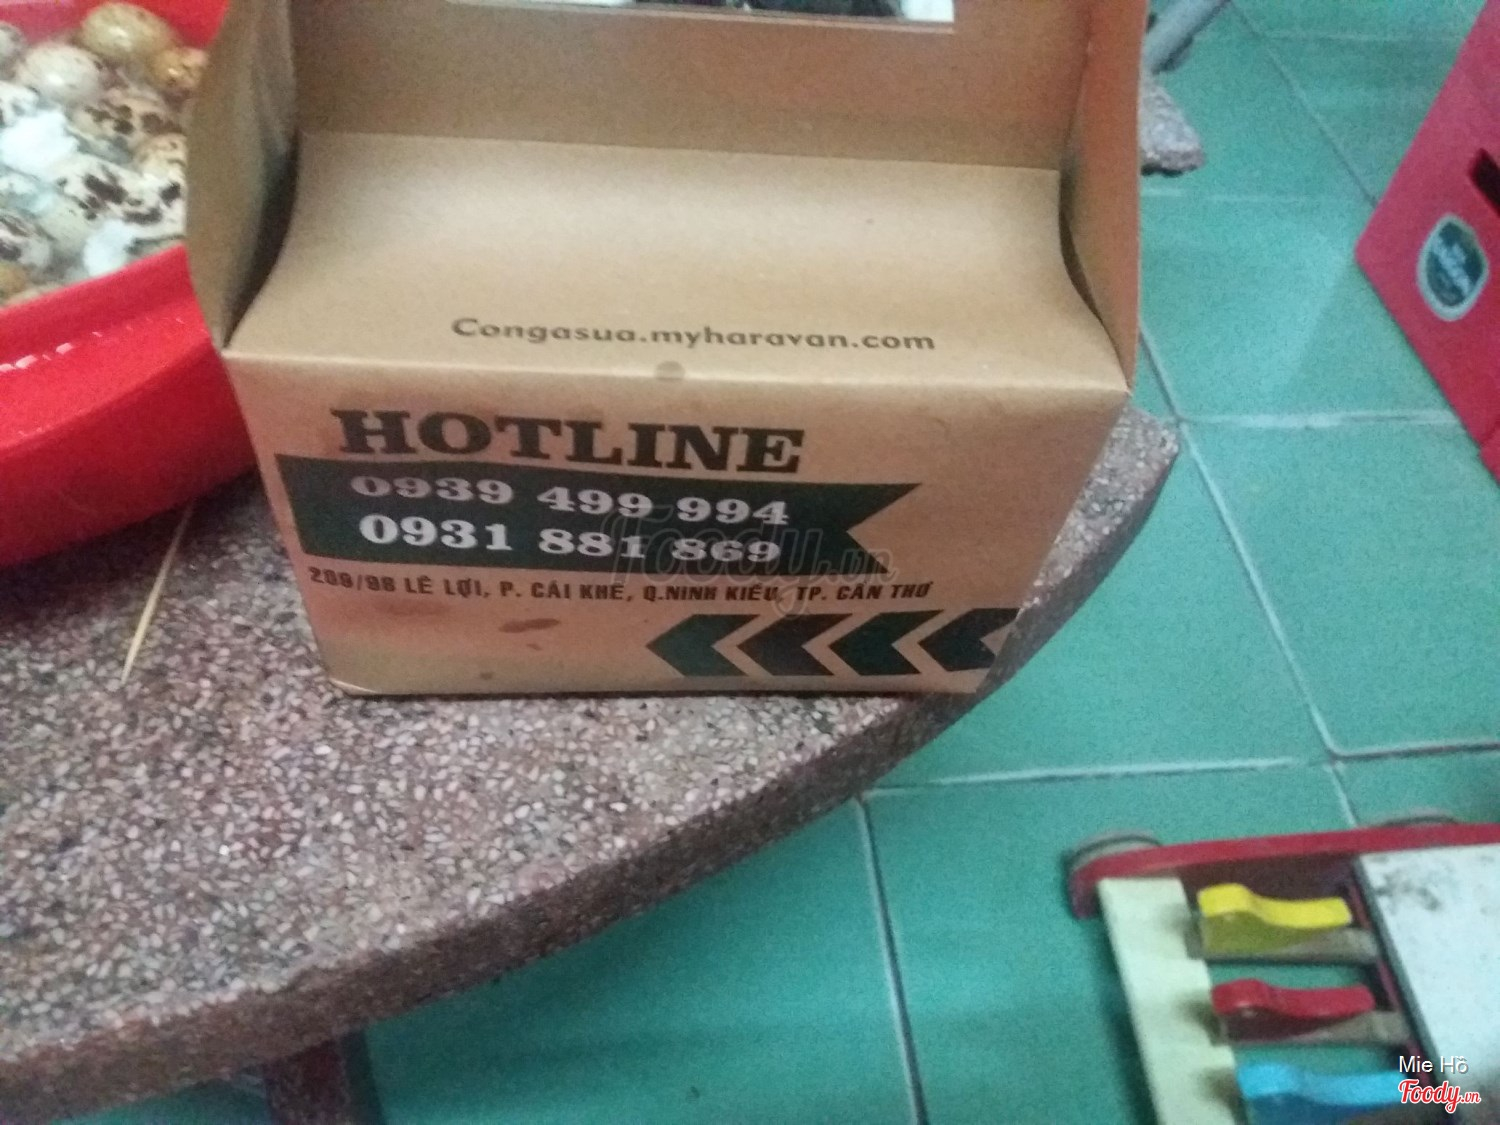 Congasua.myharavan.com
HOTLINE
0939 499 994
0931 881 869
209/98 LÊ LỢI, P. CÁI KHẾ, Q.NINH KIỀU, TP. CẦN THƠ
Foody.vn
Mie Hồ
Foody.vn